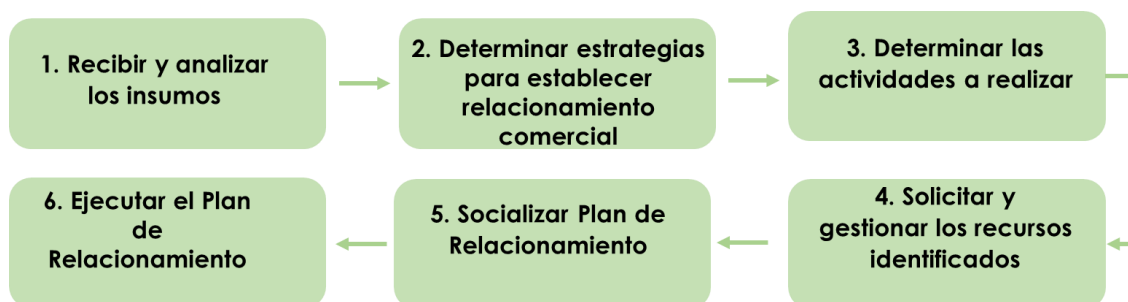 1. Recibir y analizar
los insumos
2. Determinar estrategias
para establecer
relacionamiento
comercial
3. Determinar las
actividades a realizar
4. Solicitar y
gestionar los recursos
identificados
5. Socializar Plan de
Relacionamiento
6. Ejecutar el Plan
de
Relacionamiento